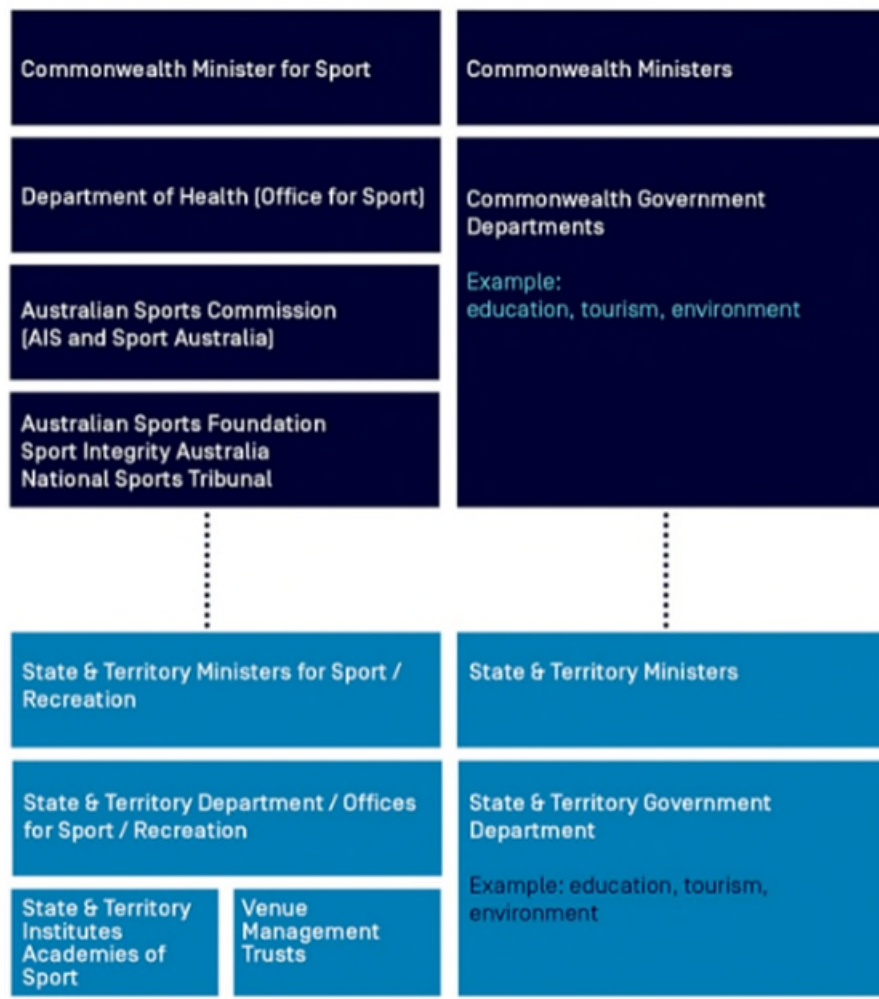 Commonwealth Minister for Sport
Commonwealth Ministers
Department of Health (Office for Sport)
Commonwealth Government
Departments
Example:
education, tourism, environment
Australian Sports Commission
(AIS and Sport Australia)
Australian Sports Foundation
Sport Integrity Australia
National Sports Tribunal
State & Territory Ministers for Sport /
Recreation
State & Territory Ministers
State & Territory Department / Offices
for Sport / Recreation
State & Territory Government
Department
Example: education, tourism,
environment
State & Territory
Institutes
Academies of
Sport
Venue
Management
Trusts